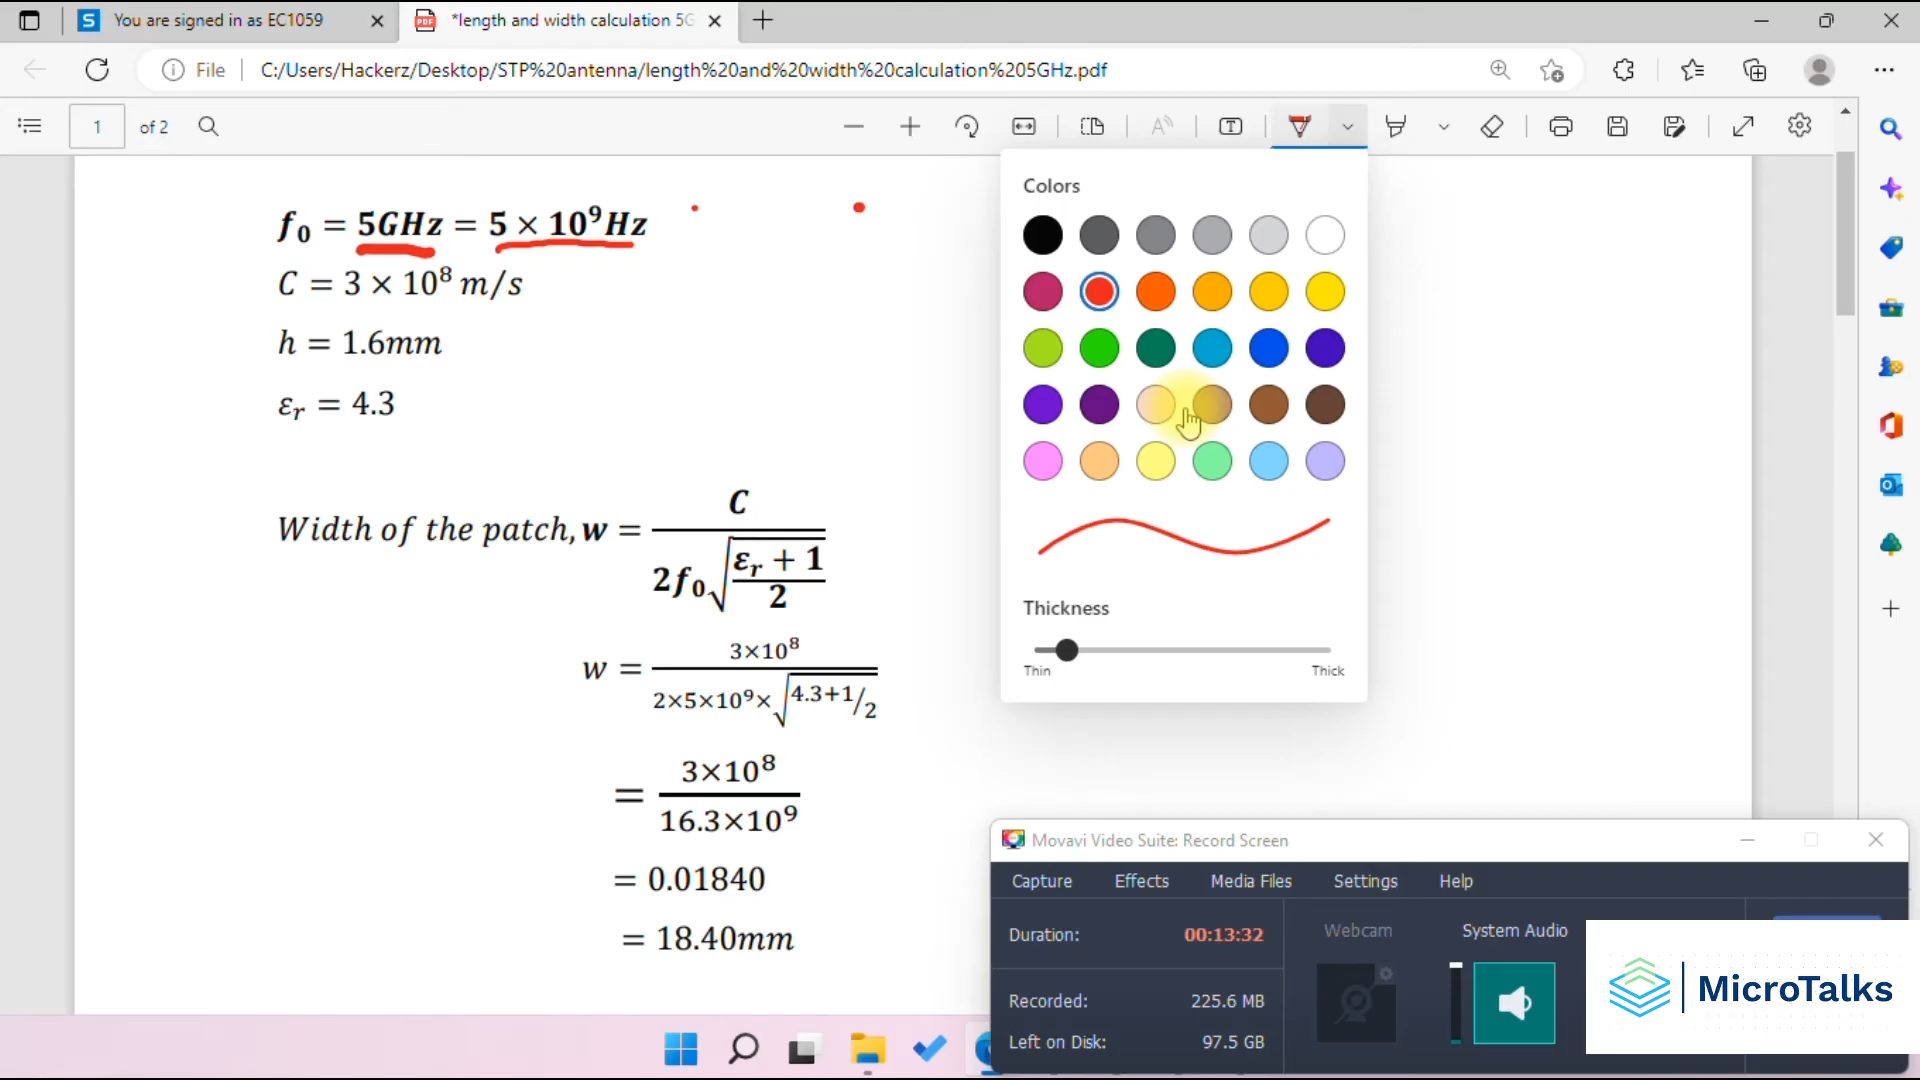 You are signed in as EC1059
*length and width calculation 5G
File
C:/Users/Hackerz/Desktop/STP%20antenna/length%20and%20width%20calculation%205GHz.pdf
1 of 2
f₀ = 5GHz = 5 × 10⁹Hz
C = 3 × 10⁸ m/s
h = 1.6mm
εᵣ = 4.3
Width of the patch, w = C / 2f₀√((εᵣ + 1)/2)
w = 3×10⁸ / 2×5×10⁹×√(4.3+1/2)
= 3×10⁸ / 16.3×10⁹
= 0.01840
= 18.40mm
Colors
Thickness
Thin Thick
Movavi Video Suite: Record Screen
Capture Effects Media Files Settings Help
Duration: 00:13:32
Webcam System Audio
Recorded: 225.6 MB
Left on Disk: 97.5 GB
MicroTalks